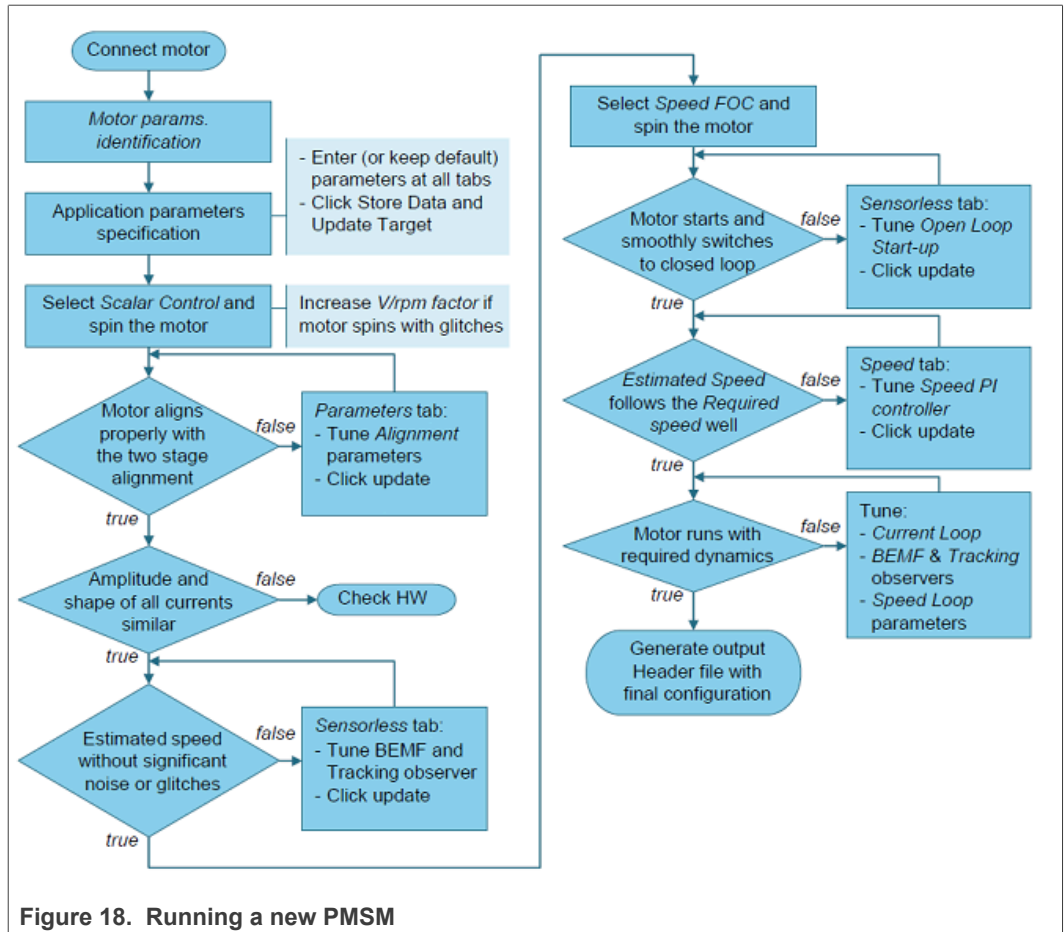 Connect motor
Motor params.
identification
- Enter (or keep default)
parameters at all tabs
- Click Store Data and
Update Target
Application parameters
specification
Select Scalar Control and
spin the motor
Increase V/rpm factor if
motor spins with glitches
Motor aligns
properly with
the two stage
alignment
false
Parameters tab:
- Tune Alignment
parameters
- Click update
true
Amplitude and
shape of all currents
similar
false
Check HW
true
Estimated speed
without significant
noise or glitches
false
Sensorless tab:
- Tune BEMF and
Tracking observer
- Click update
true
Select Speed FOC and
spin the motor
Motor starts and
smoothly switches
to closed loop
false
Sensorless tab:
- Tune Open Loop
Start-up
- Click update
true
Estimated Speed
follows the Required
speed well
false
Speed tab:
- Tune Speed PI
controller
- Click update
true
Motor runs with
required dynamics
false
Tune:
- Current Loop
- BEMF & Tracking
observers
- Speed Loop
parameters
true
Generate output
Header file with
final configuration
Figure 18. Running a new PMSM